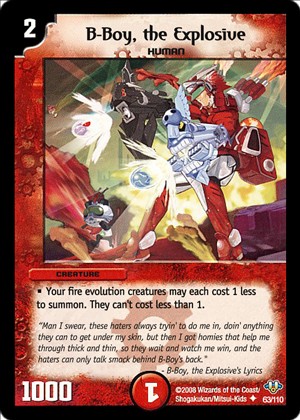 2 B-Boy, the Explosive
HUMAN
CREATURE
▪ Your fire evolution creatures may each cost 1 less
to summon. They can't cost less than 1.
"Man I swear, these haters always tryin' to do me in, doin' anything
they can to get under my skin, but then I got homies that help me
through thick and thin, so they wait and watch me win, and the
haters can only talk smack behind B-Boy's back."
- B-Boy, the Explosive's Lyrics
1000
1
©2008 Wizards of the Coast/
Shogakukan/Mitsui-Kids ✦ 63/110